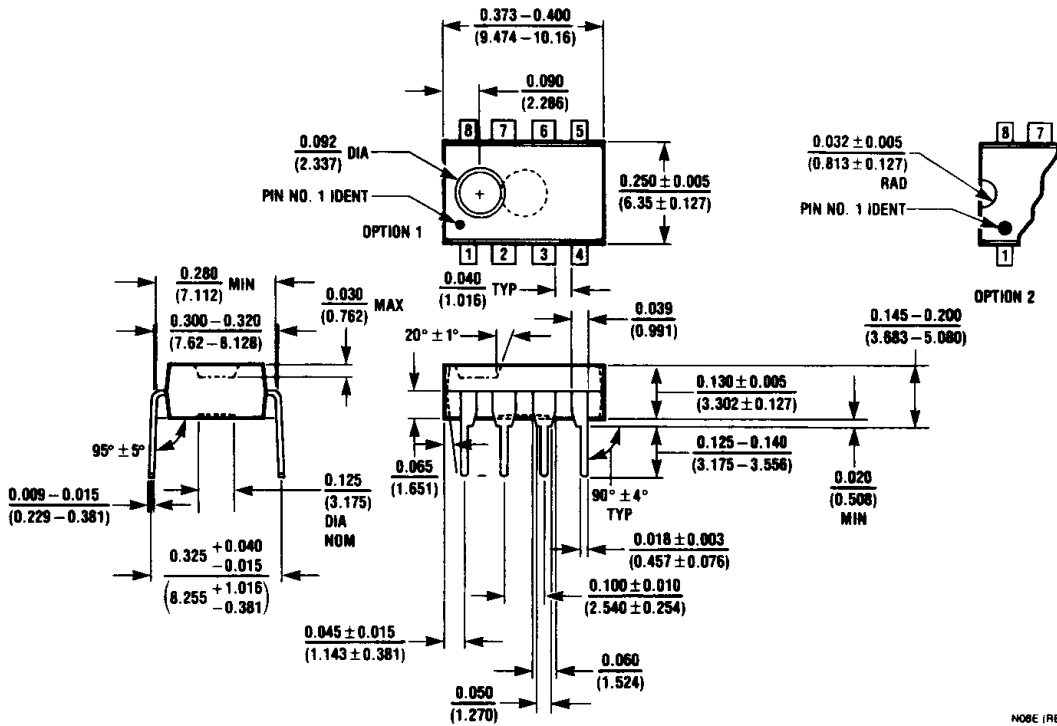 0.373 – 0.400
(9.474 – 10.16)
0.090
(2.286)
8 7 6 5
0.092 DIA
(2.337)
+
PIN NO. 1 IDENT
OPTION 1
1 2 3 4
0.250 ± 0.005
(6.35 ± 0.127)
8 7
0.032 ± 0.005
(0.813 ± 0.127)
RAD
PIN NO. 1 IDENT
1
OPTION 2
0.280 MIN
(7.112)
0.300 – 0.320
(7.62 – 8.128)
0.030 MAX
(0.762)
0.040 TYP
(1.016)
20° ± 1°
0.039
(0.991)
0.145 – 0.200
(3.683 – 5.080)
0.130 ± 0.005
(3.302 ± 0.127)
0.125 – 0.140
(3.175 – 3.556)
0.020
(0.508)
MIN
95° ± 5°
0.065
(1.651)
90° ± 4°
TYP
0.009 – 0.015
(0.229 – 0.381)
0.125
(3.175)
DIA
NOM
0.018 ± 0.003
(0.457 ± 0.076)
0.325 +0.040
–0.015
(8.255 +1.016
–0.381)
0.100 ± 0.010
(2.540 ± 0.254)
0.045 ± 0.015
(1.143 ± 0.381)
0.060
(1.524)
0.050
(1.270)